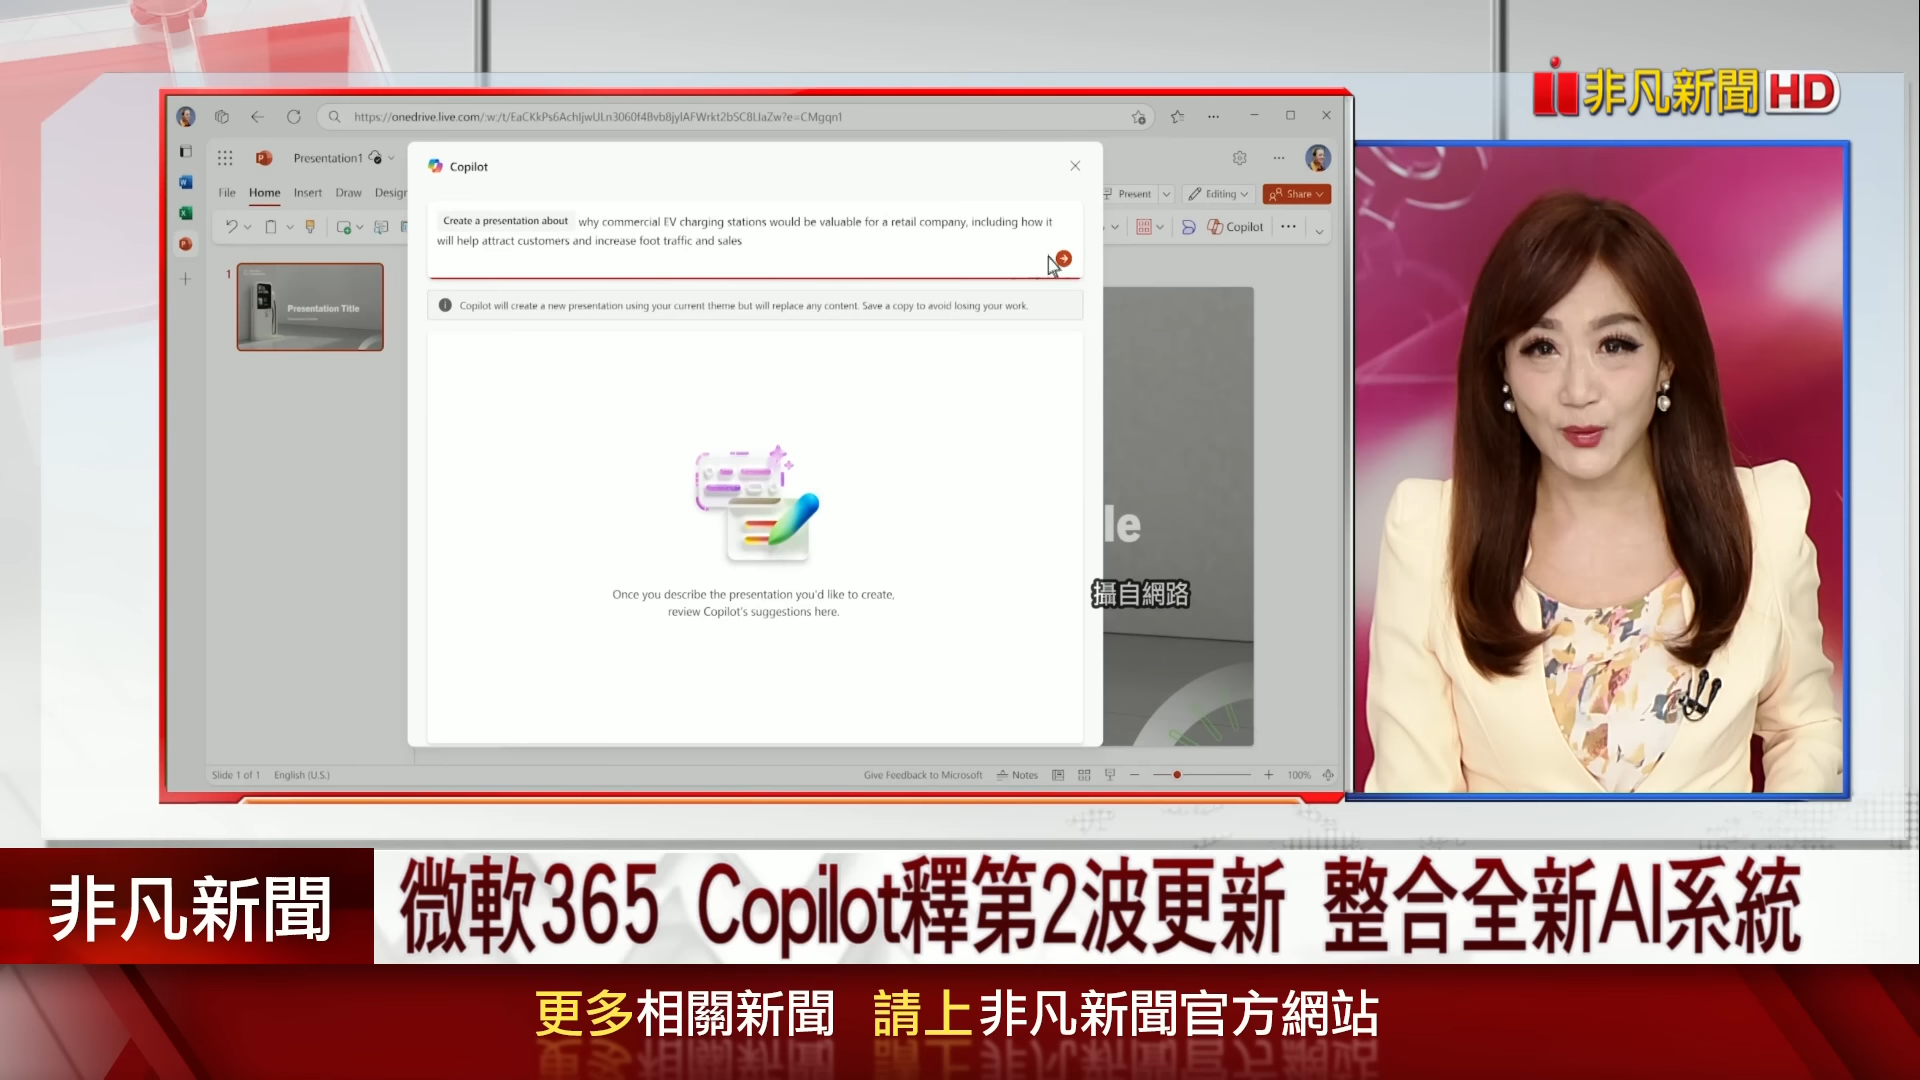 非凡新聞HD
https://onedrive.live.com/:w:/t/EaCKkPs6AchIjwULn3060f4Bvb8jylAFWrkt2bSC8LIaZw?e=CMgqn1
Presentation1
File Home Insert Draw Design
Present Editing Share
Copilot
Copilot
Create a presentation about why commercial EV charging stations would be valuable for a retail company, including how it
will help attract customers and increase foot traffic and sales
Copilot will create a new presentation using your current theme but will replace any content. Save a copy to avoid losing your work.
1
Presentation Title
le
Once you describe the presentation you'd like to create,
review Copilot's suggestions here.
攝自網路
Slide 1 of 1 English (U.S.) Give Feedback to Microsoft Notes 100%
非凡新聞
微軟365 Copilot釋第2波更新 整合全新AI系統
更多相關新聞 請上非凡新聞官方網站